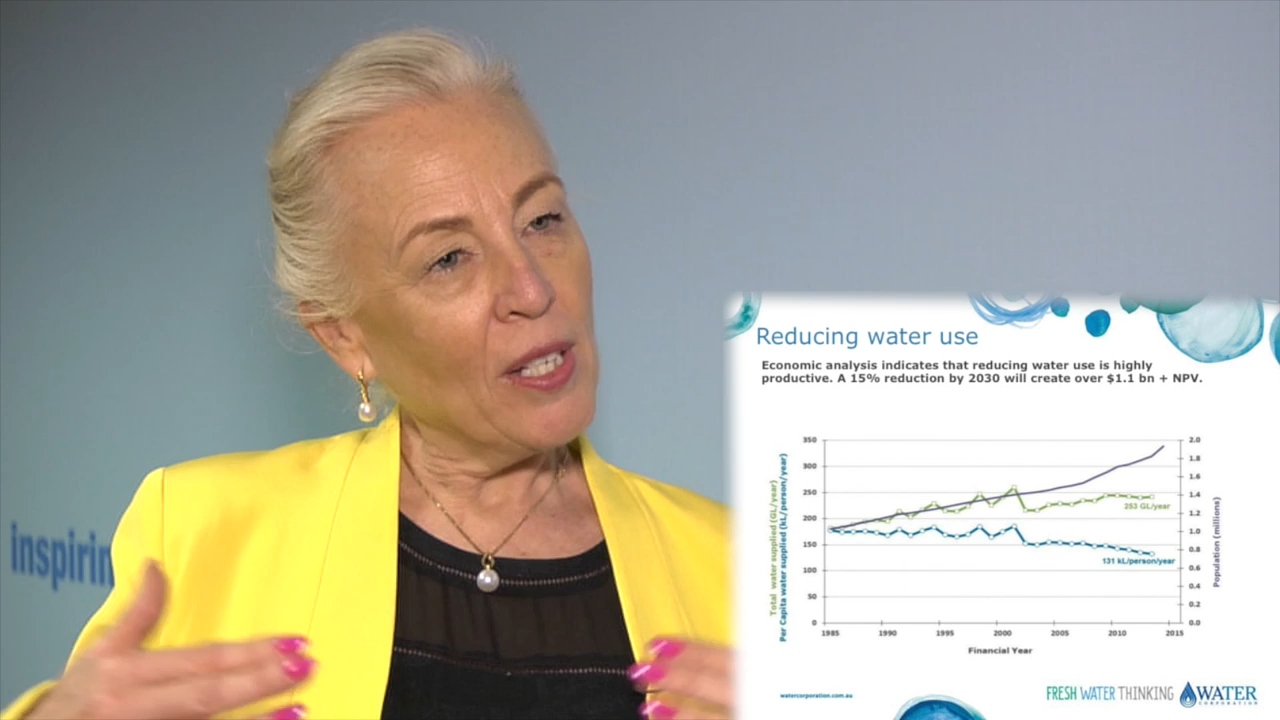 inspirin
Reducing water use
Economic analysis indicates that reducing water use is highly
productive. A 15% reduction by 2030 will create over $1.1 bn + NPV.
Total water supplied (GL/year)
Per Capita water supplied (kL/person/year)
350
300
250
200
150
100
50
0
2.0
1.8
1.6
1.4
1.2
1.0
0.8
0.6
0.4
0.2
0.0
Population (millions)
253 GL/year
131 kL/person/year
1985 1990 1995 2000 2005 2010 2015
Financial Year
watercorporation.com.au
FRESH WATER THINKING
WATER
CORPORATION